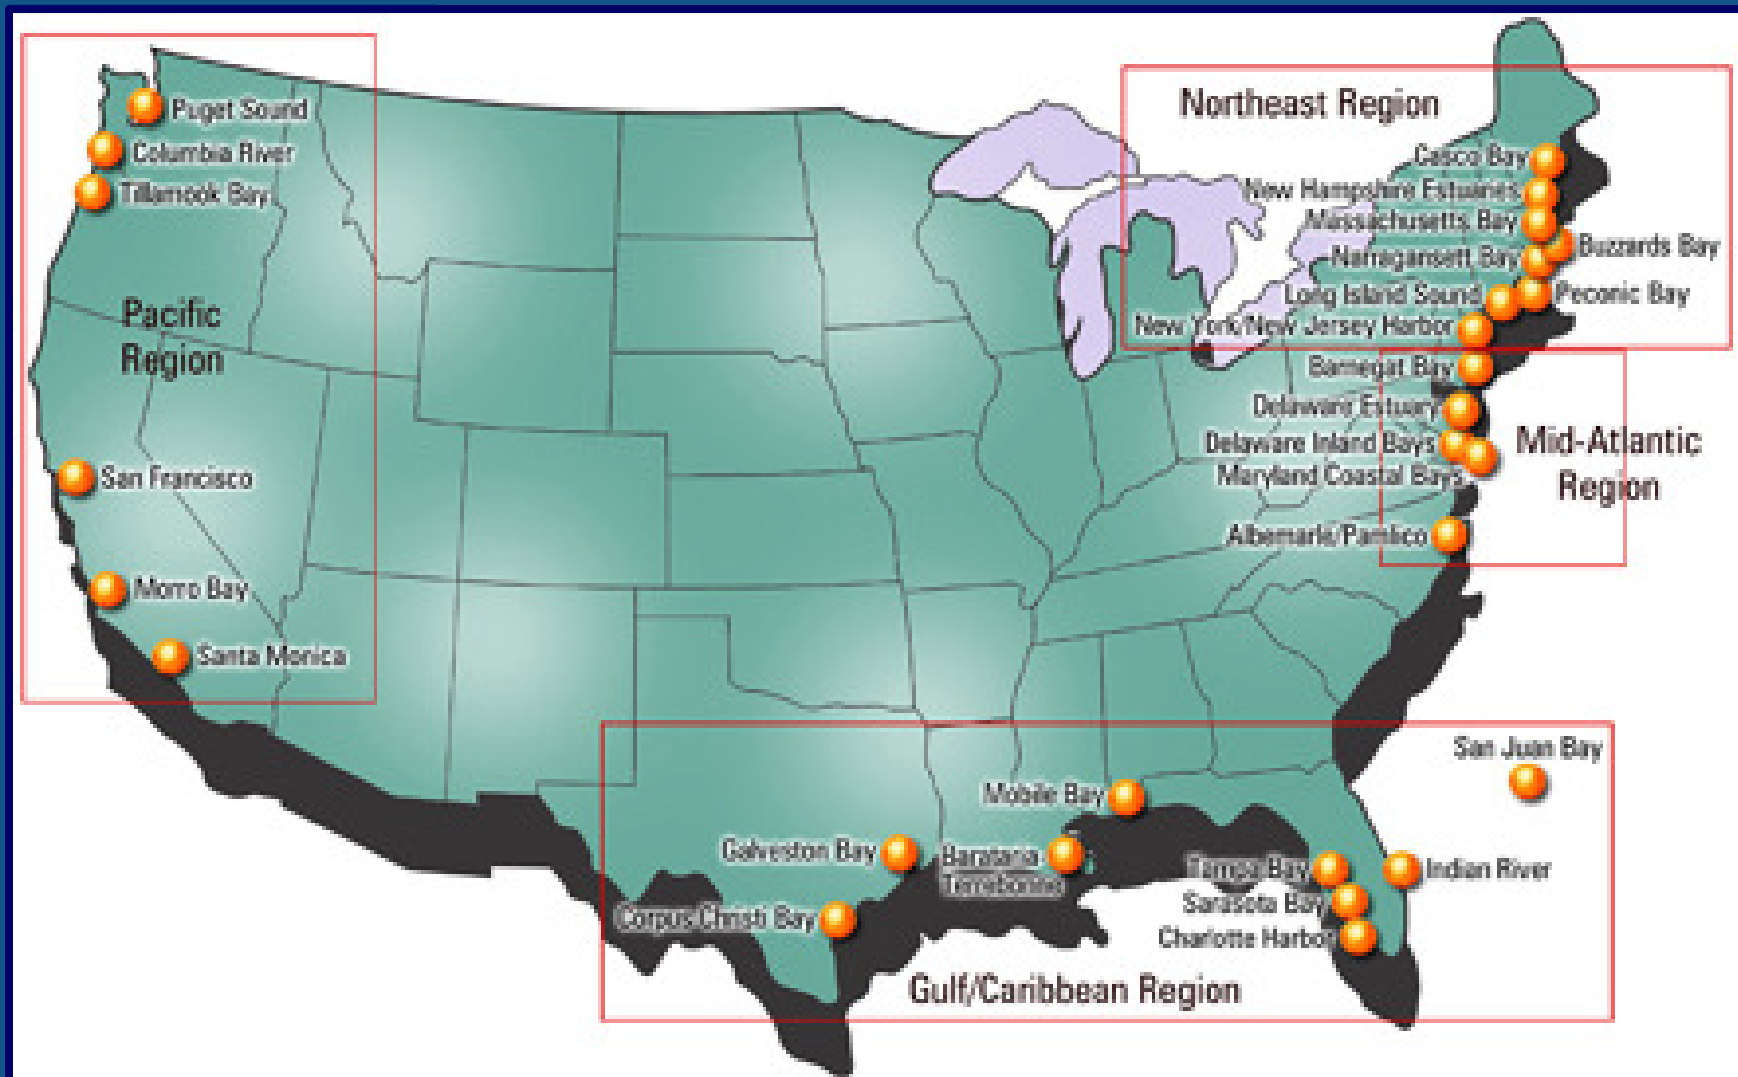 Puget Sound
Columbia River
Tillamook Bay
Pacific
Region
San Francisco
Morro Bay
Santa Monica
Northeast Region
Casco Bay
New Hampshire Estuaries
Massachusetts Bay
Buzzards Bay
Narragansett Bay
Long Island Sound
Peconic Bay
New York/New Jersey Harbor
Barnegat Bay
Delaware Estuary
Delaware Inland Bays
Mid-Atlantic
Region
Maryland Coastal Bays
Albemarle/Pamlico
San Juan Bay
Mobile Bay
Galveston Bay
Barataria
Terrebonne
Tampa Bay
Indian River
Sarasota Bay
Corpus Christi Bay
Charlotte Harbor
Gulf/Caribbean Region